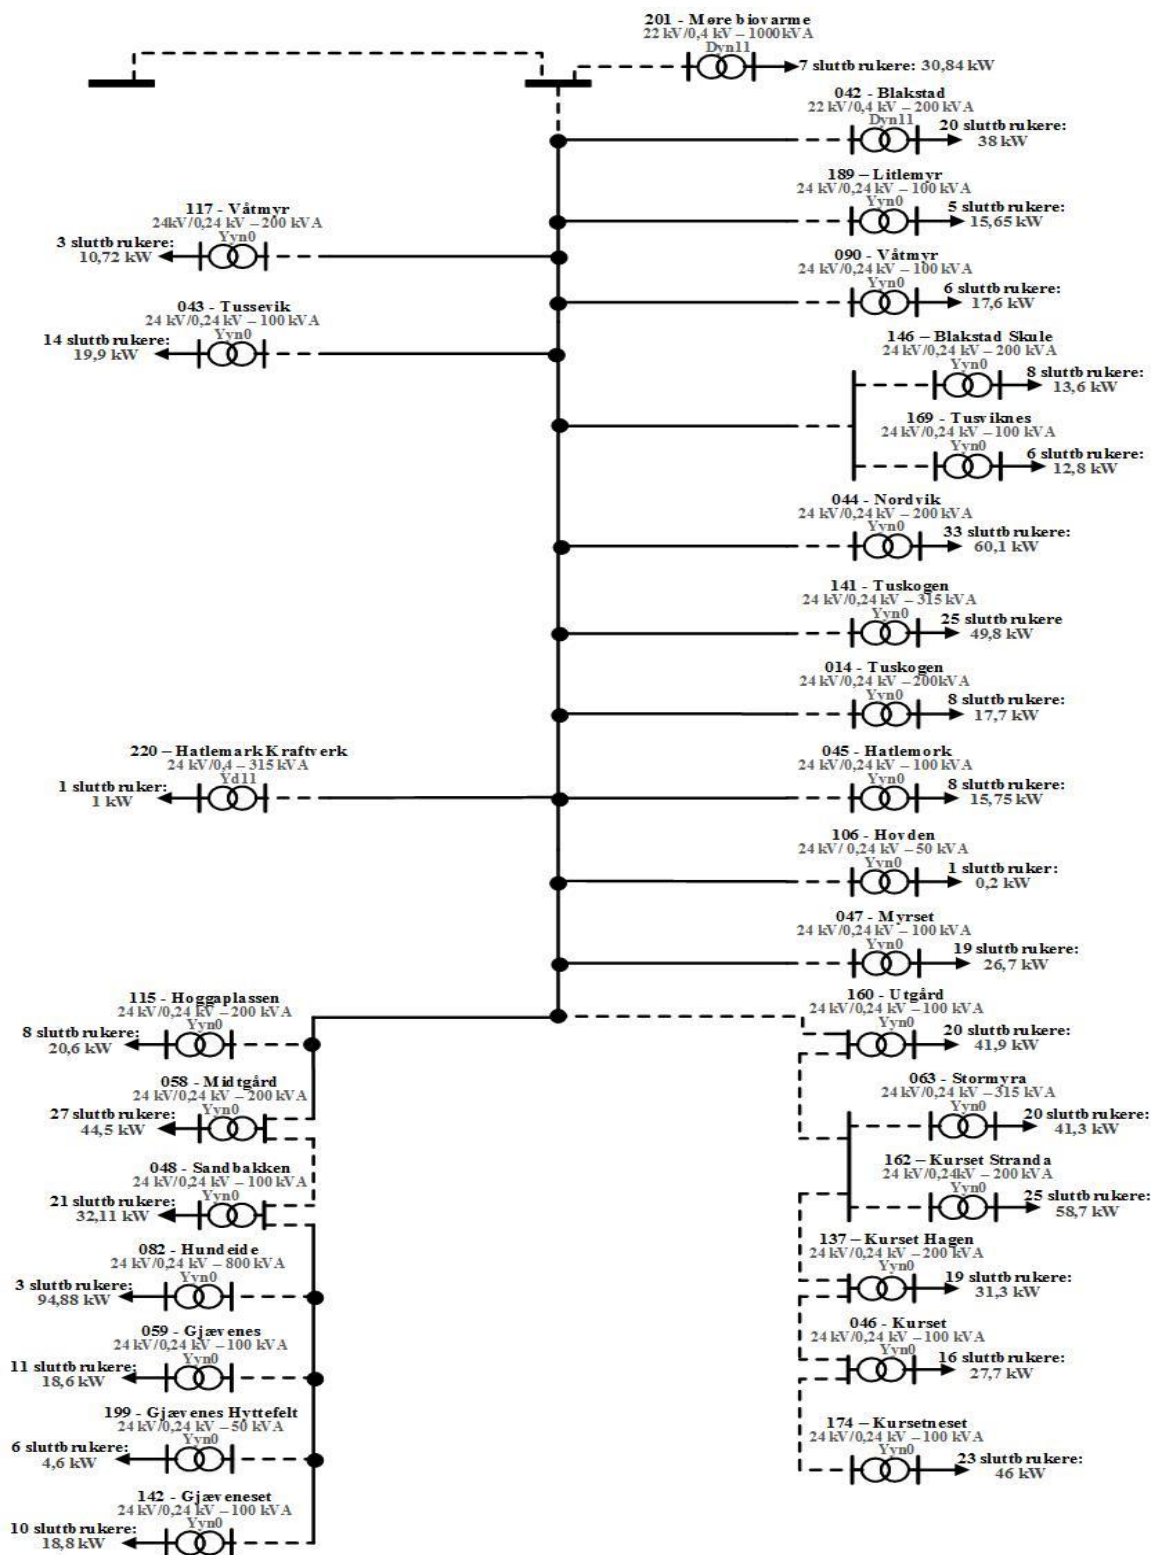 201 - Møre biovarme
22 kV/0,4 kV – 1000 kVA
Dyn11
7 sluttbrukere: 30,84 kW
042 - Blakstad
22 kV/0,4 kV – 200 kVA
Dyn11
20 sluttbrukere:
38 kW
189 – Litlemyr
24 kV/0,24 kV – 100 kVA
Yyn0
5 sluttbrukere:
15,65 kW
117 - Våtmyr
24kV/0,24 kV – 200 kVA
Yyn0
3 sluttbrukere:
10,72 kW
090 - Våtmyr
24 kV/0,24 kV – 100 kVA
Yyn0
6 sluttbrukere:
17,6 kW
043 - Tussevik
24 kV/0,24 kV – 100 kVA
Yyn0
14 sluttbrukere:
19,9 kW
146 – Blakstad Skule
24 kV/0,24 kV – 200 kVA
Yyn0
8 sluttbrukere:
13,6 kW
169 - Tusviknes
24 kV/0,24 kV – 100 kVA
Yyn0
6 sluttbrukere:
12,8 kW
044 - Nordvik
24 kV/0,24 kV – 200 kVA
Yyn0
33 sluttbrukere:
60,1 kW
141 - Tuskogen
24 kV/0,24 kV – 315 kVA
Yyn0
25 sluttbrukere
49,8 kW
014 - Tuskogen
24 kV/0,24 kV – 200kVA
Yyn0
8 sluttbrukere:
17,7 kW
220 – Hatlemark Kraftverk
24 kV/0,4 – 315 kVA
Yd11
1 sluttbruker:
1 kW
045 - Hatlemork
24 kV/0,24 kV – 100 kVA
Yyn0
8 sluttbrukere:
15,75 kW
106 - Hovden
24 kV/ 0,24 kV – 50 kVA
Yyn0
1 sluttbruker:
0,2 kW
047 - Myrset
24 kV/0,24 kV – 100 kVA
Yyn0
19 sluttbrukere:
26,7 kW
115 - Hoggaplassen
24 kV/0,24 kV – 200 kVA
Yyn0
8 sluttbrukere:
20,6 kW
160 - Utgård
24 kV/0,24 kV – 100 kVA
Yyn0
20 sluttbrukere:
41,9 kW
058 – Midtgård
24 kV/0,24 kV – 200 kVA
Yyn0
27 sluttbrukere:
44,5 kW
063 - Stormyra
24 kV/0,24 kV – 315 kVA
Yyn0
20 sluttbrukere:
41,3 kW
048 - Sandbakken
24 kV/0,24 kV – 100 kVA
Yyn0
21 sluttbrukere:
32,11 kW
162 – Kurset Stranda
24 kV/0,24kV – 200 kVA
Yyn0
25 sluttbrukere:
58,7 kW
082 - Hundeide
24 kV/0,24 kV – 800 kVA
Yyn0
3 sluttbrukere:
94,88 kW
137 – Kurset Hagen
24 kV/0,24 kV – 200 kVA
Yyn0
19 sluttbrukere:
31,3 kW
059 - Gjævenes
24 kV/0,24 kV – 100 kVA
Yyn0
11 sluttbrukere:
18,6 kW
046 - Kurset
24 kV/0,24 kV – 100 kVA
Yyn0
16 sluttbrukere:
27,7 kW
199 - Gjævenes Hyttefelt
24 kV/0,24 kV – 50 kVA
Yyn0
6 sluttbrukere:
4,6 kW
174 – Kursetneset
24 kV/0,24 kV – 100 kVA
Yyn0
23 sluttbrukere:
46 kW
142 - Gjæveneset
24 kV/0,24 kV – 100 kVA
Yyn0
10 sluttbrukere:
18,8 kW